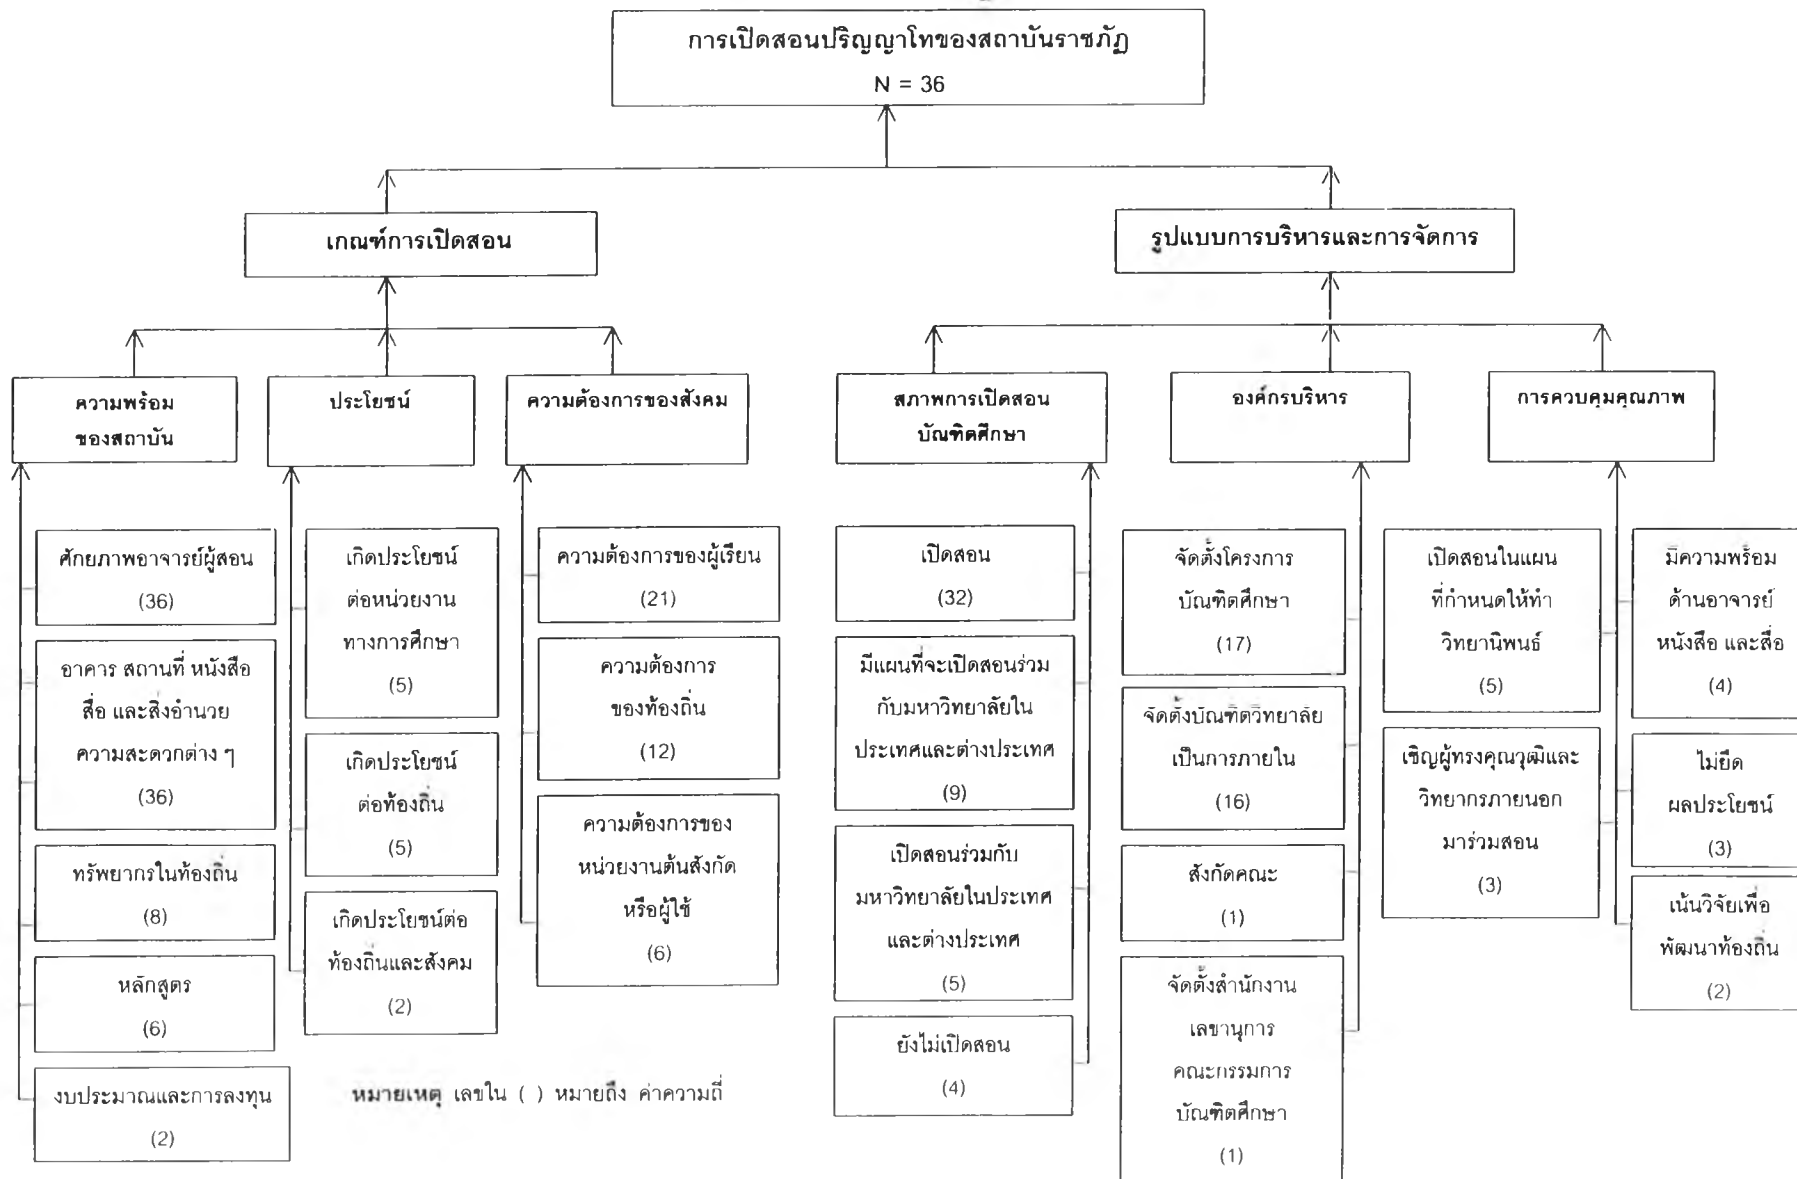 การเปิดสอนปริญญาโทของสถาบันราชภัฏ
N = 36
เกณฑ์การเปิดสอน
รูปแบบการบริหารและการจัดการ
ความพร้อม
ของสถาบัน
ประโยชน์
ความต้องการของสังคม
สภาพการเปิดสอน
บัณฑิตศึกษา
องค์กรบริหาร
การควบคุมคุณภาพ
ศักยภาพอาจารย์ผู้สอน
(36)
อาคาร สถานที่ หนังสือ
สื่อ และสิ่งอำนวย
ความสะดวกต่าง ๆ
(36)
ทรัพยากรในท้องถิ่น
(8)
หลักสูตร
(6)
งบประมาณและการลงทุน
(2)
เกิดประโยชน์
ต่อหน่วยงาน
ทางการศึกษา
(5)
เกิดประโยชน์
ต่อท้องถิ่น
(5)
เกิดประโยชน์ต่อ
ท้องถิ่นและสังคม
(2)
ความต้องการของผู้เรียน
(21)
ความต้องการ
ของท้องถิ่น
(12)
ความต้องการของ
หน่วยงานต้นสังกัด
หรือผู้ใช้
(6)
เปิดสอน
(32)
มีแผนที่จะเปิดสอนร่วม
กับมหาวิทยาลัยใน
ประเทศและต่างประเทศ
(9)
เปิดสอนร่วมกับ
มหาวิทยาลัยในประเทศ
และต่างประเทศ
(5)
ยังไม่เปิดสอน
(4)
จัดตั้งโครงการ
บัณฑิตศึกษา
(17)
จัดตั้งบัณฑิตวิทยาลัย
เป็นการภายใน
(16)
สังกัดคณะ
(1)
จัดตั้งสำนักงาน
เลขานุการ
คณะกรรมการ
บัณฑิตศึกษา
(1)
เปิดสอนในแผน
ที่กำหนดให้ทำ
วิทยานิพนธ์
(5)
เชิญผู้ทรงคุณวุฒิและ
วิทยากรภายนอก
มาร่วมสอน
(3)
มีความพร้อม
ด้านอาจารย์
หนังสือ และสื่อ
(4)
ไม่ยึด
ผลประโยชน์
(3)
เน้นวิจัยเพื่อ
พัฒนาท้องถิ่น
(2)
หมายเหตุ เลขใน ( ) หมายถึง ค่าความถี่